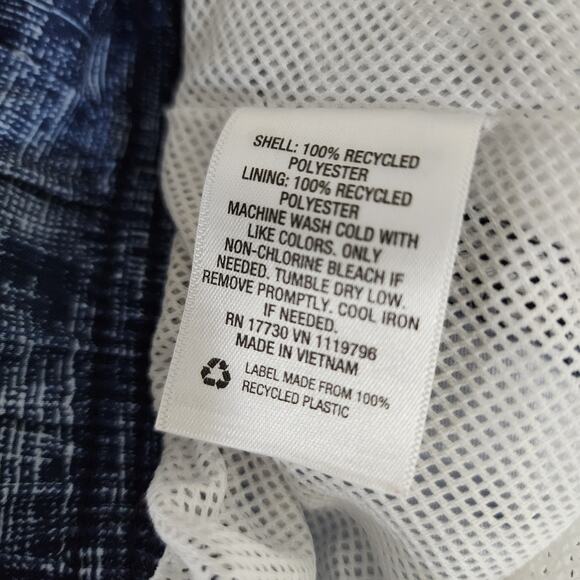 SHELL: 100% RECYCLED
POLYESTER
LINING: 100% RECYCLED
POLYESTER
MACHINE WASH COLD WITH
LIKE COLORS. ONLY
NON-CHLORINE BLEACH IF
NEEDED. TUMBLE DRY LOW.
REMOVE PROMPTLY. COOL IRON
IF NEEDED.
RN 17730 VN 1119796
MADE IN VIETNAM
LABEL MADE FROM 100%
RECYCLED PLASTIC